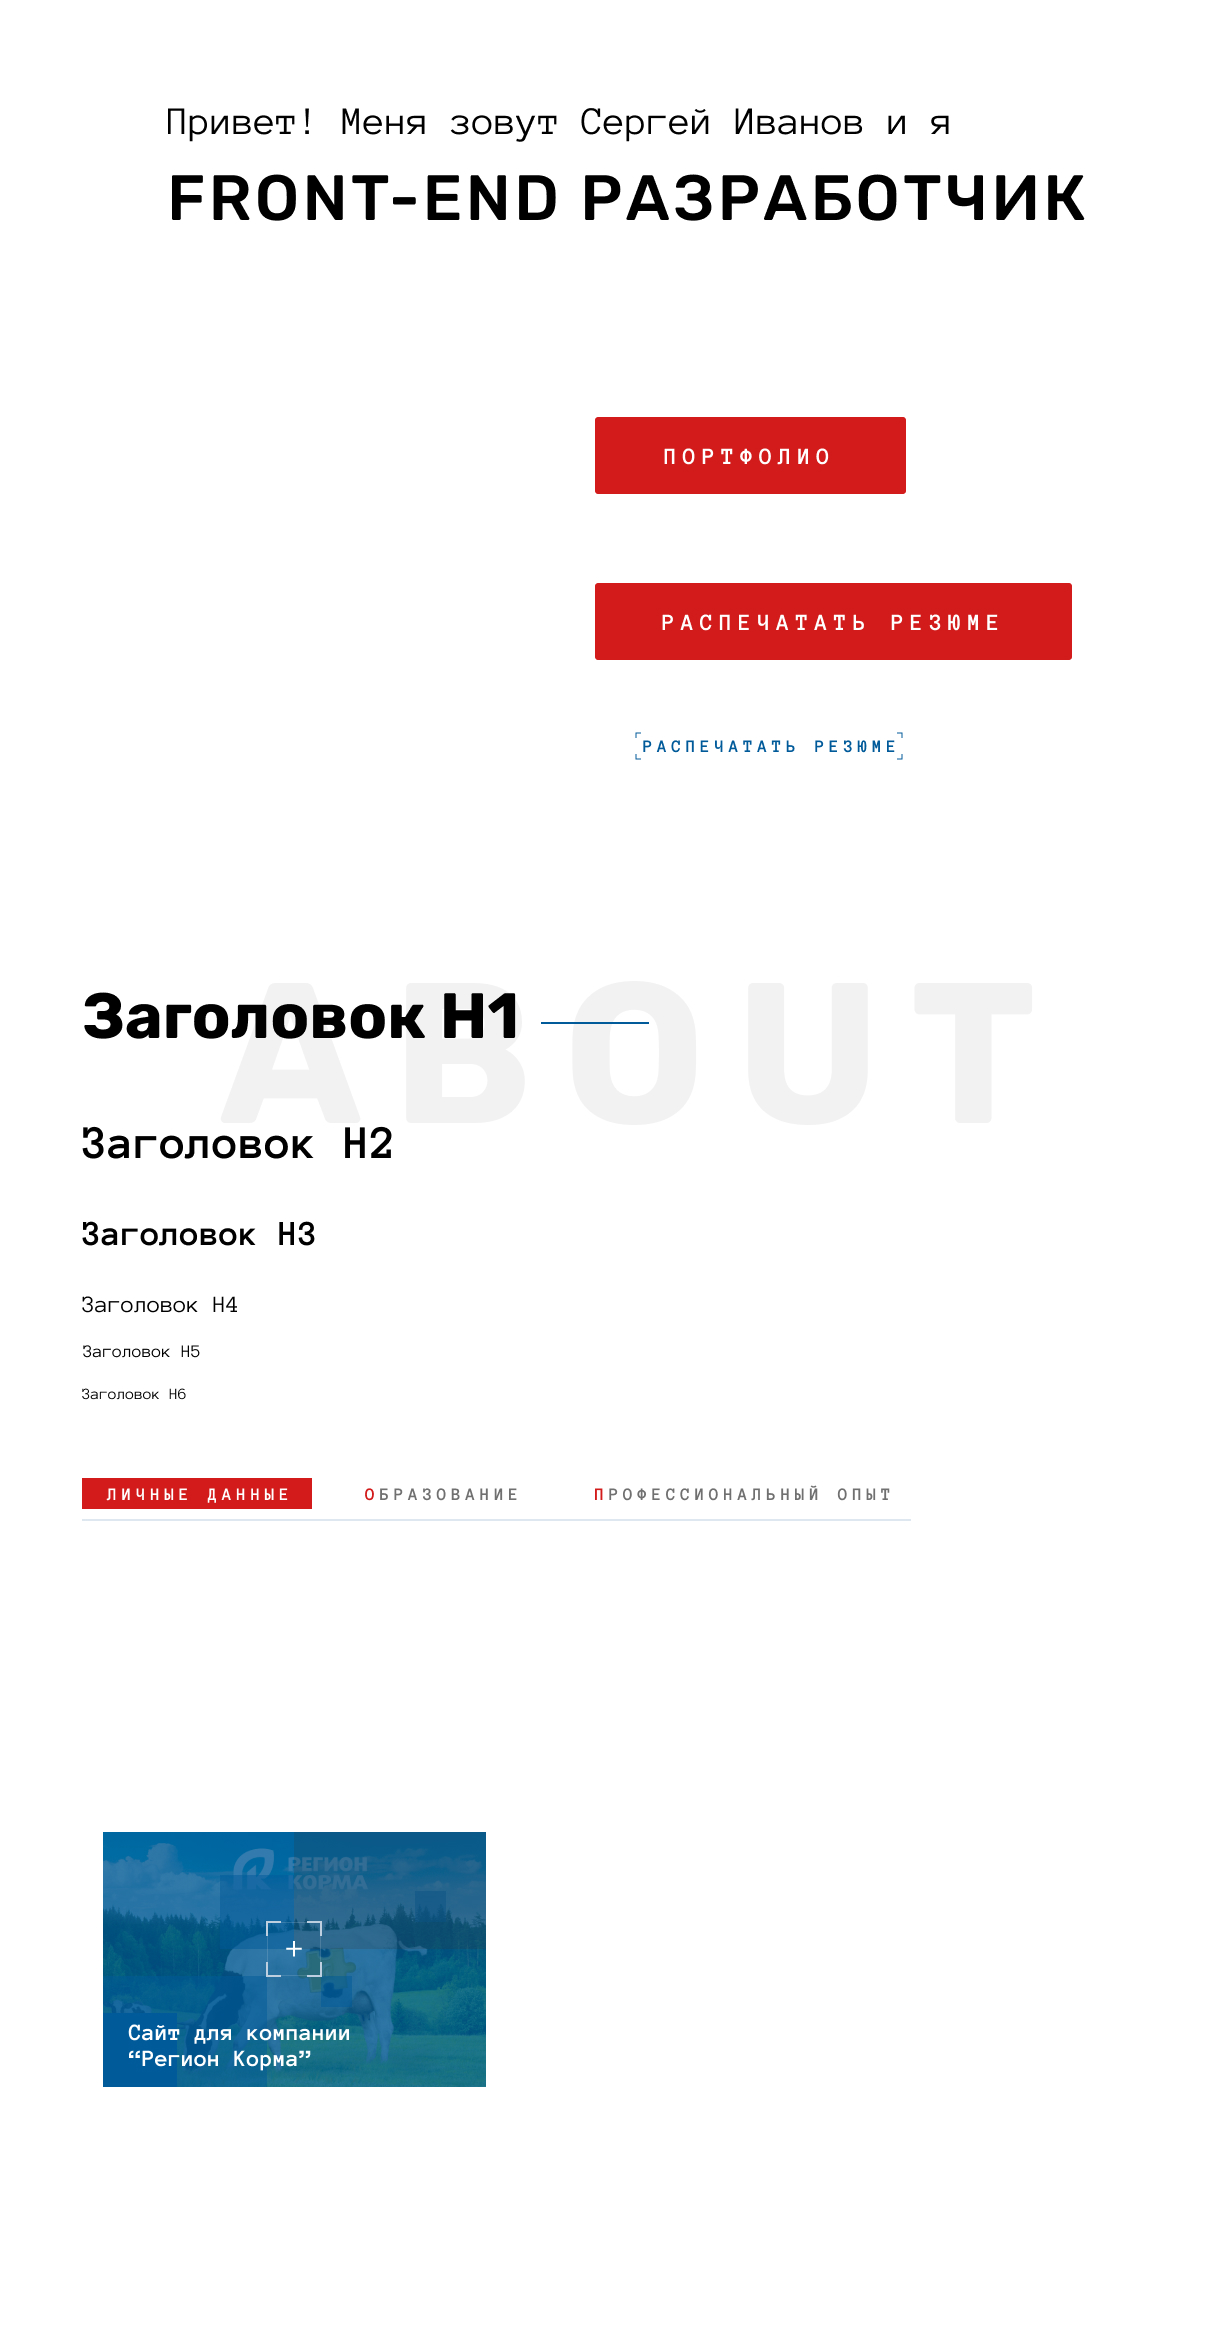 Привет! Меня зовут Сергей Иванов и я
FRONT-END РАЗРАБОТЧИК
ПОРТФОЛИО
РАСПЕЧАТАТЬ РЕЗЮМЕ
РАСПЕЧАТАТЬ РЕЗЮМЕ
ABOUT
Заголовок H1
Заголовок H2
Заголовок H3
Заголовок H4
Заголовок H5
Заголовок H6
ЛИЧНЫЕ ДАННЫЕ ОБРАЗОВАНИЕ ПРОФЕССИОНАЛЬНЫЙ ОПЫТ
РЕГИОН
КОРМА
+
Сайт для компании
“Регион Корма”